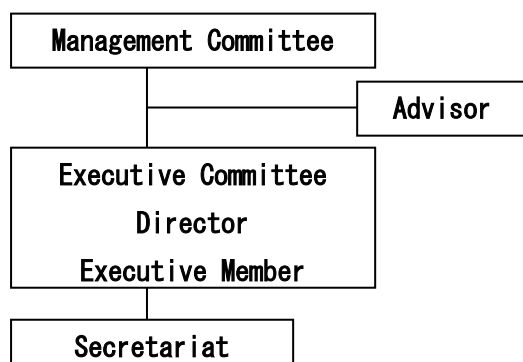 Management Committee
Advisor
Executive Committee
Director
Executive Member
Secretariat